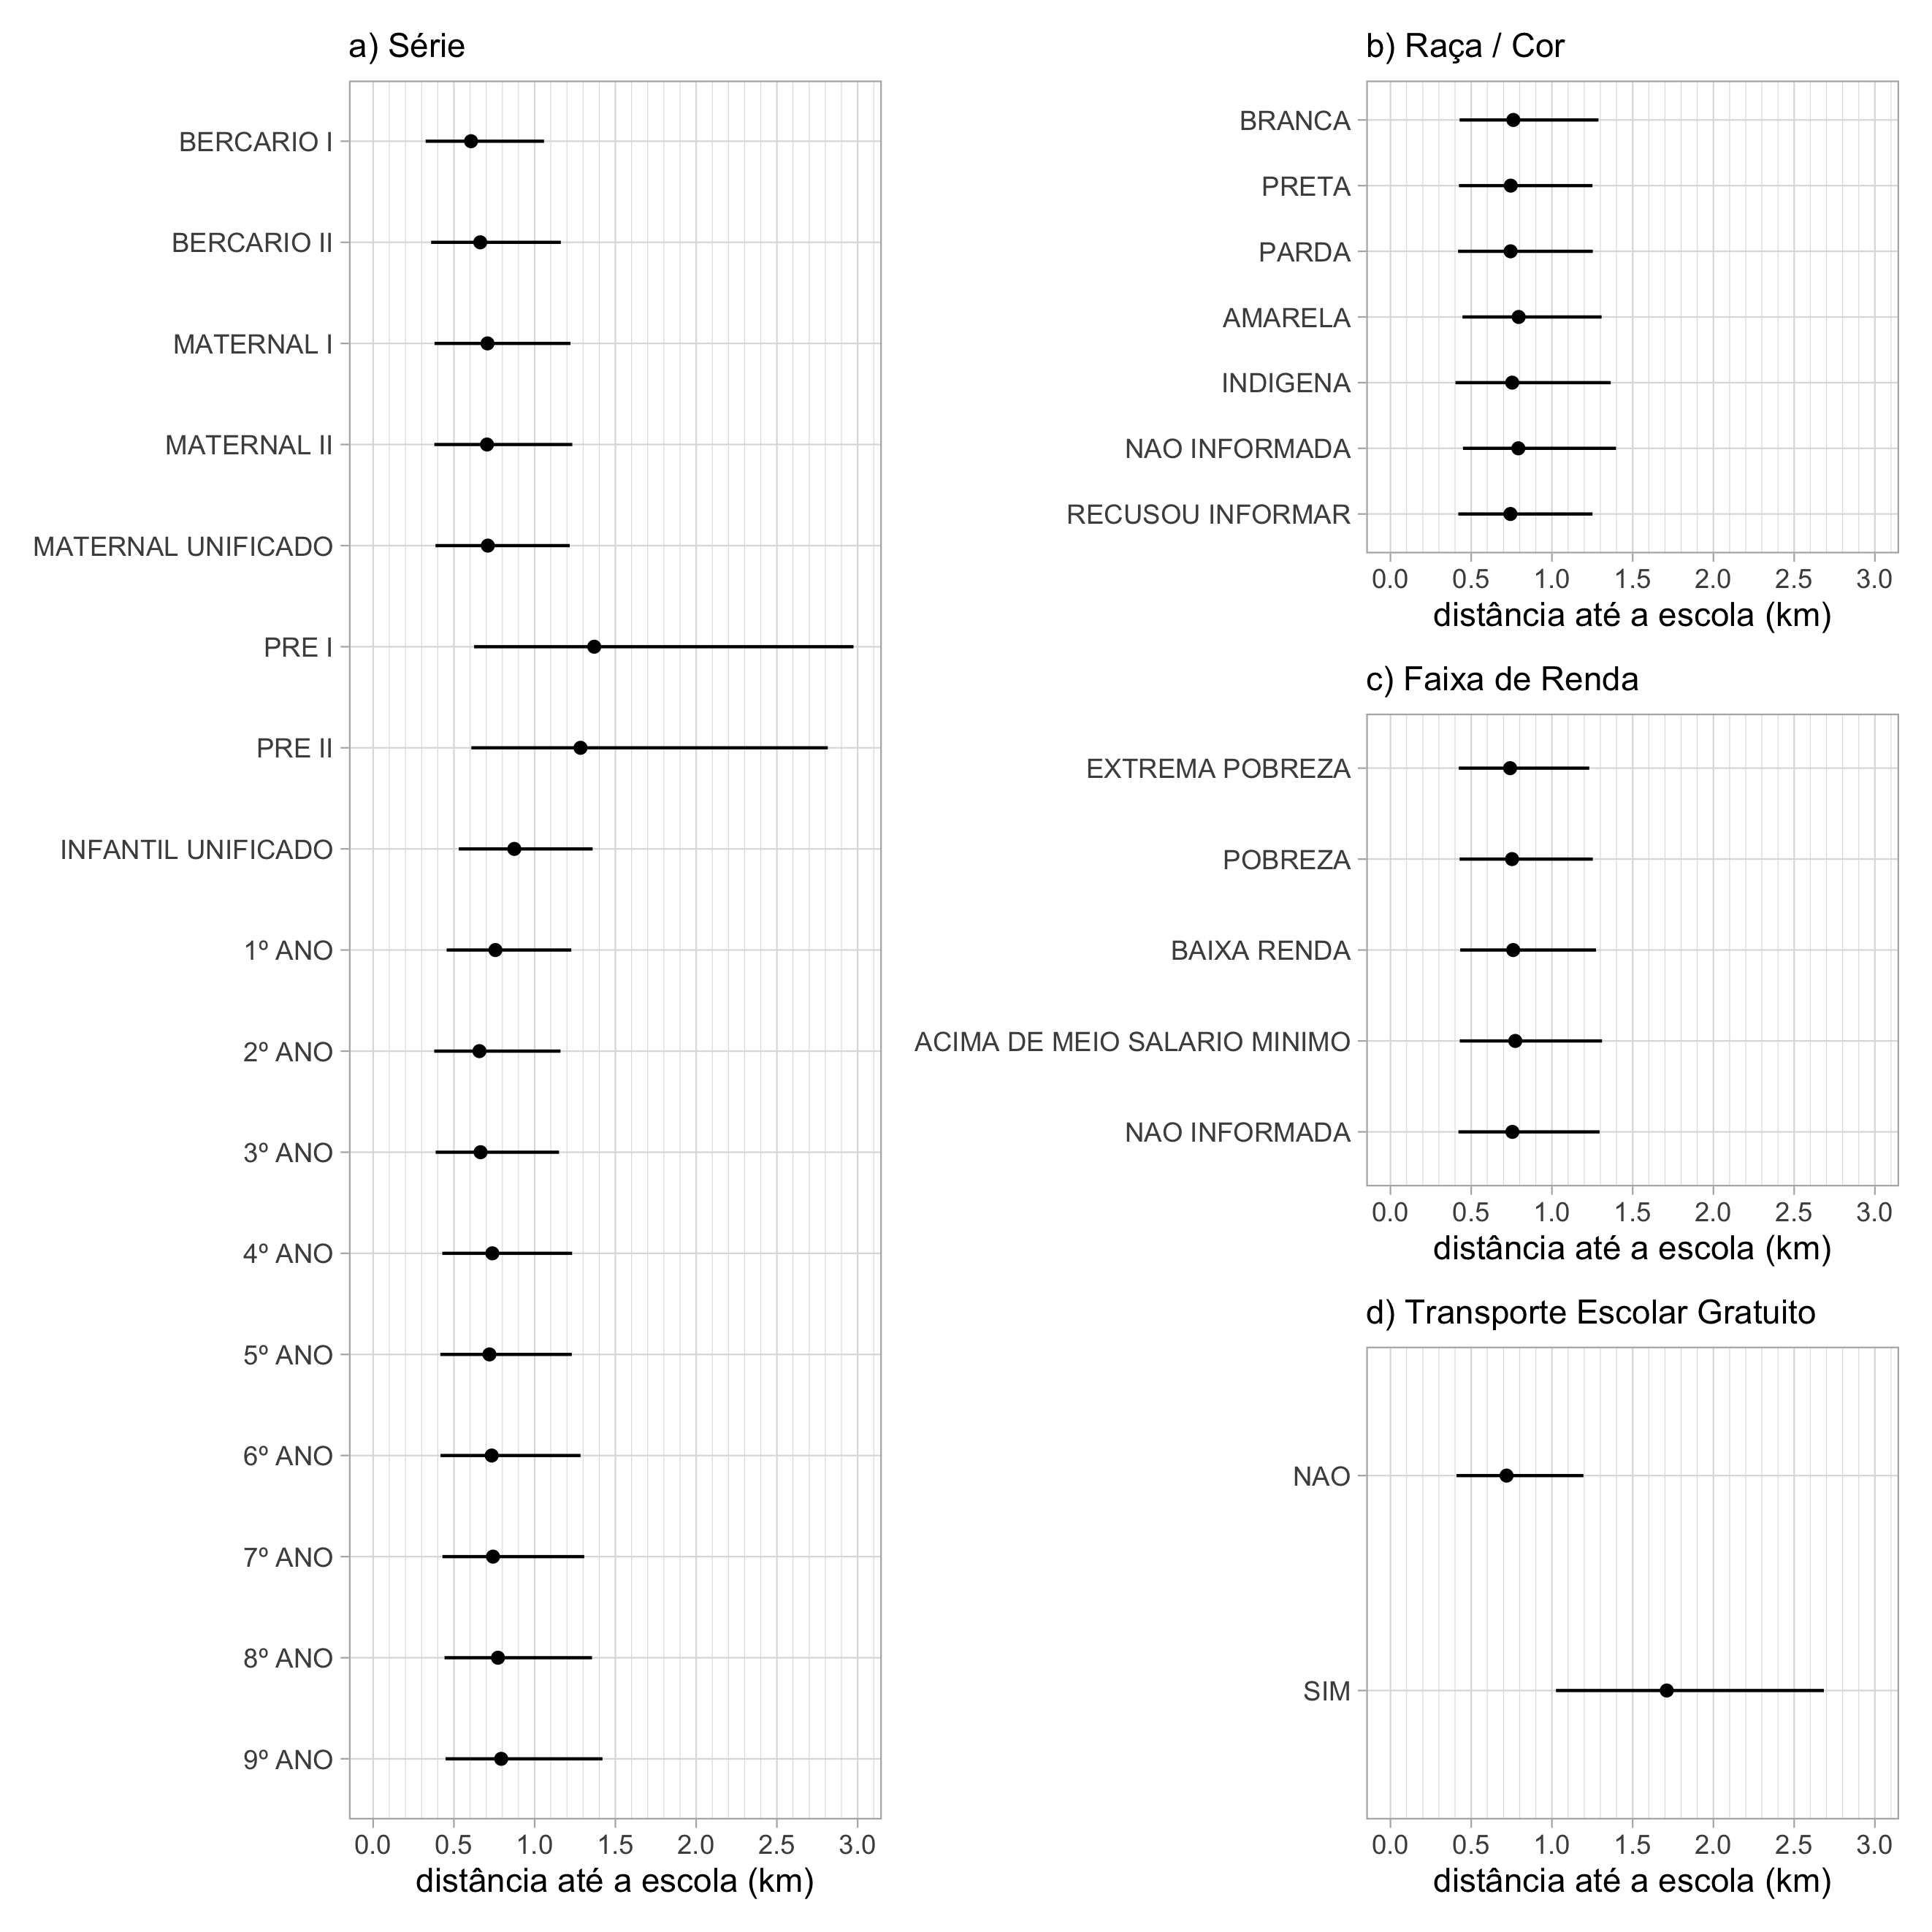 a) Série
BERCARIO I
BERCARIO II
MATERNAL I
MATERNAL II
MATERNAL UNIFICADO
PRE I
PRE II
INFANTIL UNIFICADO
1º ANO
2º ANO
3º ANO
4º ANO
5º ANO
6º ANO
7º ANO
8º ANO
9º ANO
0.0 0.5 1.0 1.5 2.0 2.5 3.0
distância até a escola (km)
b) Raça / Cor
BRANCA
PRETA
PARDA
AMARELA
INDIGENA
NAO INFORMADA
RECUSOU INFORMAR
0.0 0.5 1.0 1.5 2.0 2.5 3.0
distância até a escola (km)
c) Faixa de Renda
EXTREMA POBREZA
POBREZA
BAIXA RENDA
ACIMA DE MEIO SALARIO MINIMO
NAO INFORMADA
0.0 0.5 1.0 1.5 2.0 2.5 3.0
distância até a escola (km)
d) Transporte Escolar Gratuito
NAO
SIM
0.0 0.5 1.0 1.5 2.0 2.5 3.0
distância até a escola (km)